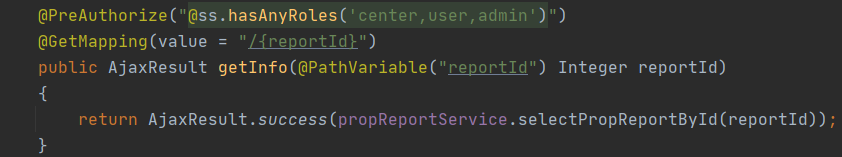 @PreAuthorize("@ss.hasAnyRoles('center,user,admin')")
@GetMapping(value = "/{reportId}")
public AjaxResult getInfo(@PathVariable("reportId") Integer reportId)
{
    return AjaxResult.success(propReportService.selectPropReportById(reportId));
}